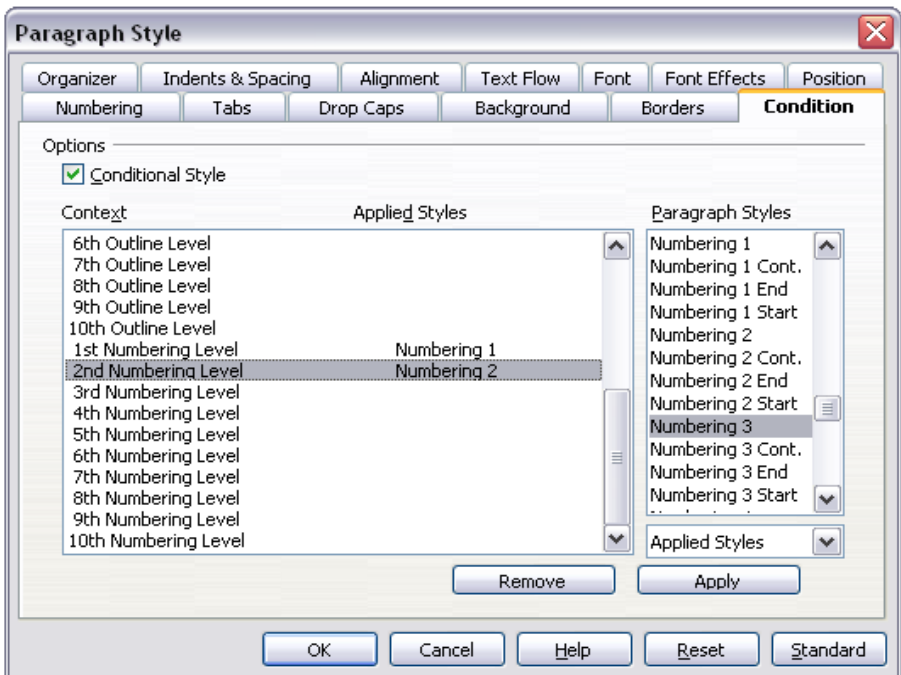 Paragraph Style
Organizer Indents & Spacing Alignment Text Flow Font Font Effects Position
Numbering Tabs Drop Caps Background Borders Condition
Options
Conditional Style
Context Applied Styles Paragraph Styles
6th Outline Level
7th Outline Level
8th Outline Level
9th Outline Level
10th Outline Level
1st Numbering Level Numbering 1
2nd Numbering Level Numbering 2
3rd Numbering Level
4th Numbering Level
5th Numbering Level
6th Numbering Level
7th Numbering Level
8th Numbering Level
9th Numbering Level
10th Numbering Level
Numbering 1
Numbering 1 Cont.
Numbering 1 End
Numbering 1 Start
Numbering 2
Numbering 2 Cont.
Numbering 2 End
Numbering 2 Start
Numbering 3
Numbering 3 Cont.
Numbering 3 End
Numbering 3 Start
Applied Styles
Remove Apply
OK Cancel Help Reset Standard